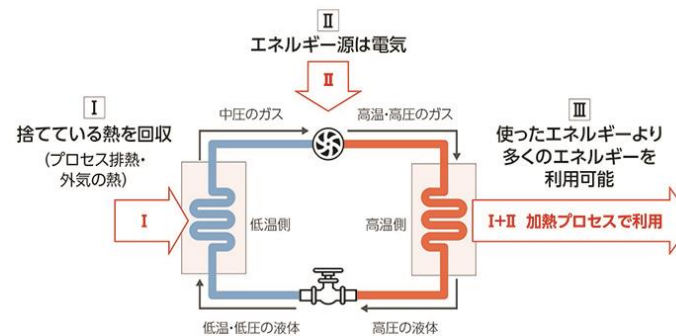 Ⅱ
エネルギー源は電気
Ⅱ
Ⅰ
捨てている熱を回収
(プロセス排熱・
外気の熱)
Ⅰ
中圧のガス
高温・高圧のガス
低温側
高温側
低温・低圧の液体
高圧の液体
Ⅲ
使ったエネルギーより
多くのエネルギーを
利用可能
Ⅰ+Ⅱ 加熱プロセスで利用